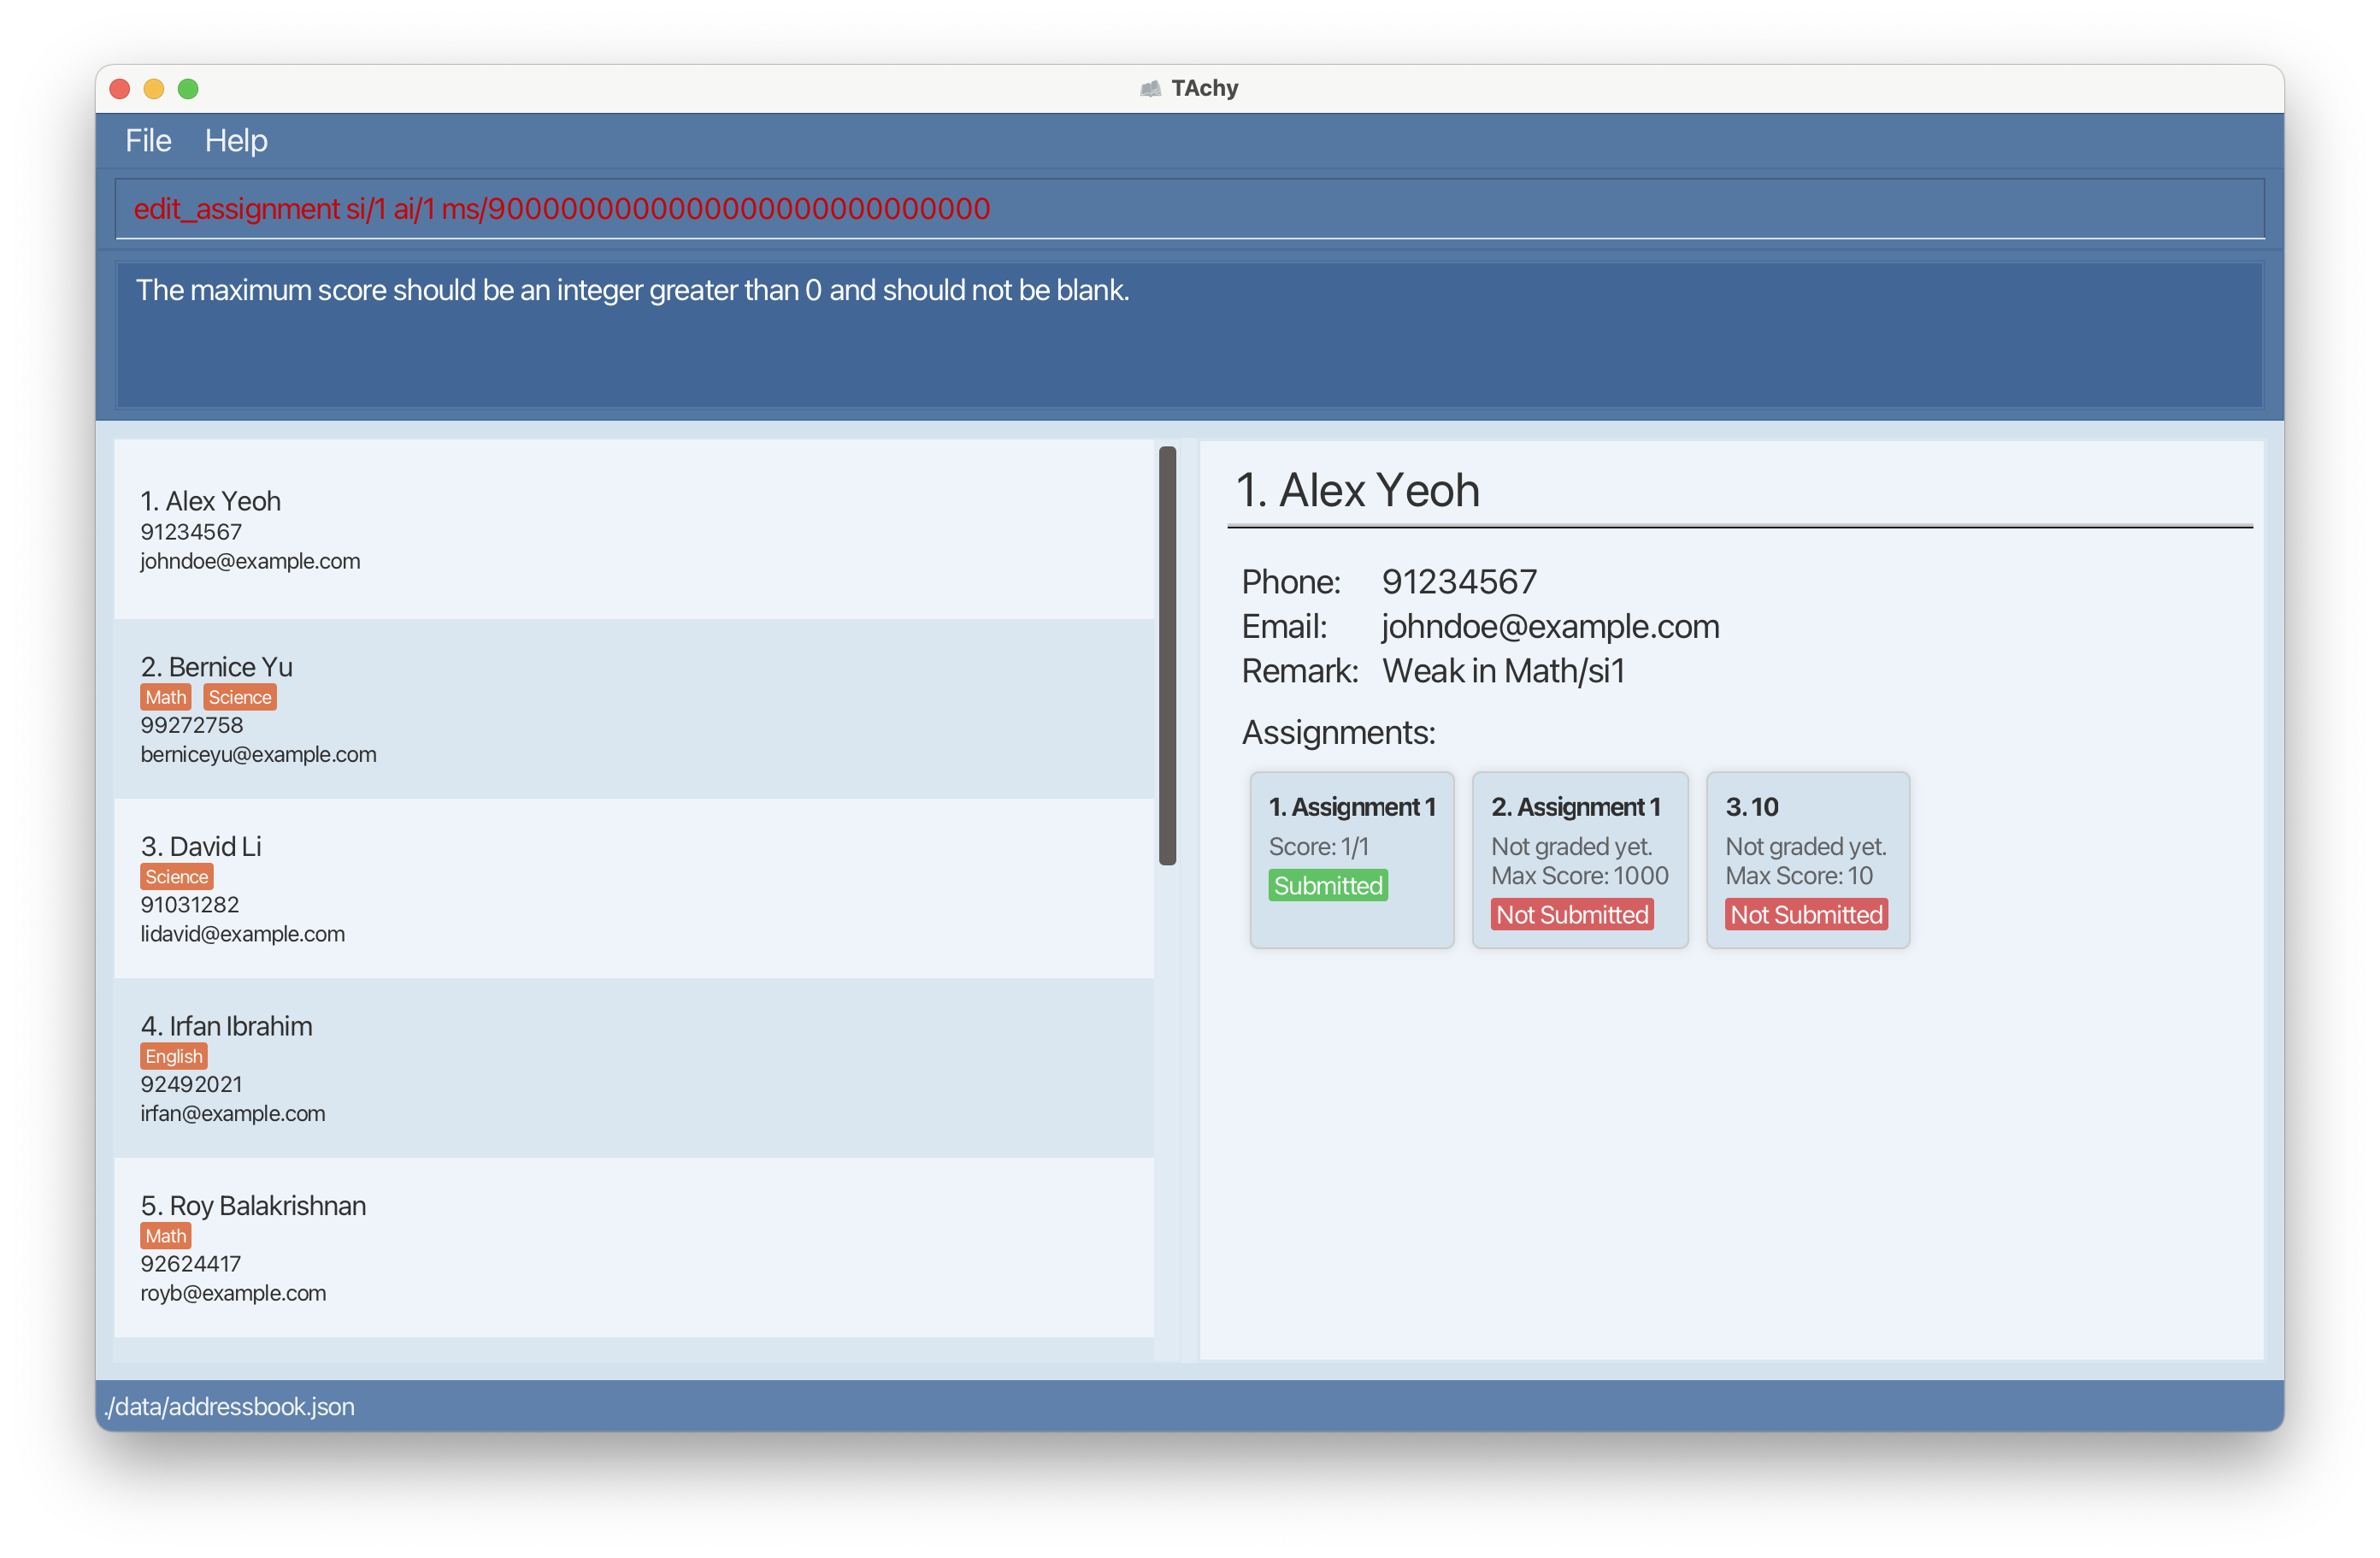 TAchy
File Help
edit_assignment si/1 ai/1 ms/90000000000000000000000000
The maximum score should be an integer greater than 0 and should not be blank.
1. Alex Yeoh
91234567
johndoe@example.com
2. Bernice Yu
Math Science
99272758
berniceyu@example.com
3. David Li
Science
91031282
lidavid@example.com
4. Irfan Ibrahim
English
92492021
irfan@example.com
5. Roy Balakrishnan
Math
92624417
royb@example.com
1. Alex Yeoh
Phone: 91234567
Email: johndoe@example.com
Remark: Weak in Math/si1
Assignments:
1. Assignment 1
Score: 1/1
Submitted
2. Assignment 1
Not graded yet.
Max Score: 1000
Not Submitted
3. 10
Not graded yet.
Max Score: 10
Not Submitted
./data/addressbook.json